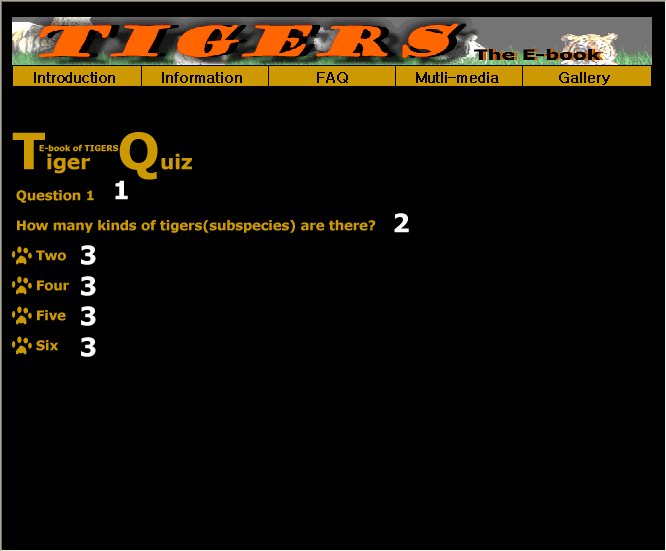 TIGERS
The E-book
Introduction Information FAQ Mutli-media Gallery
E-book of TIGERS
Tiger Quiz
Question 1 1
How many kinds of tigers(subspecies) are there? 2
Two 3
Four 3
Five 3
Six 3